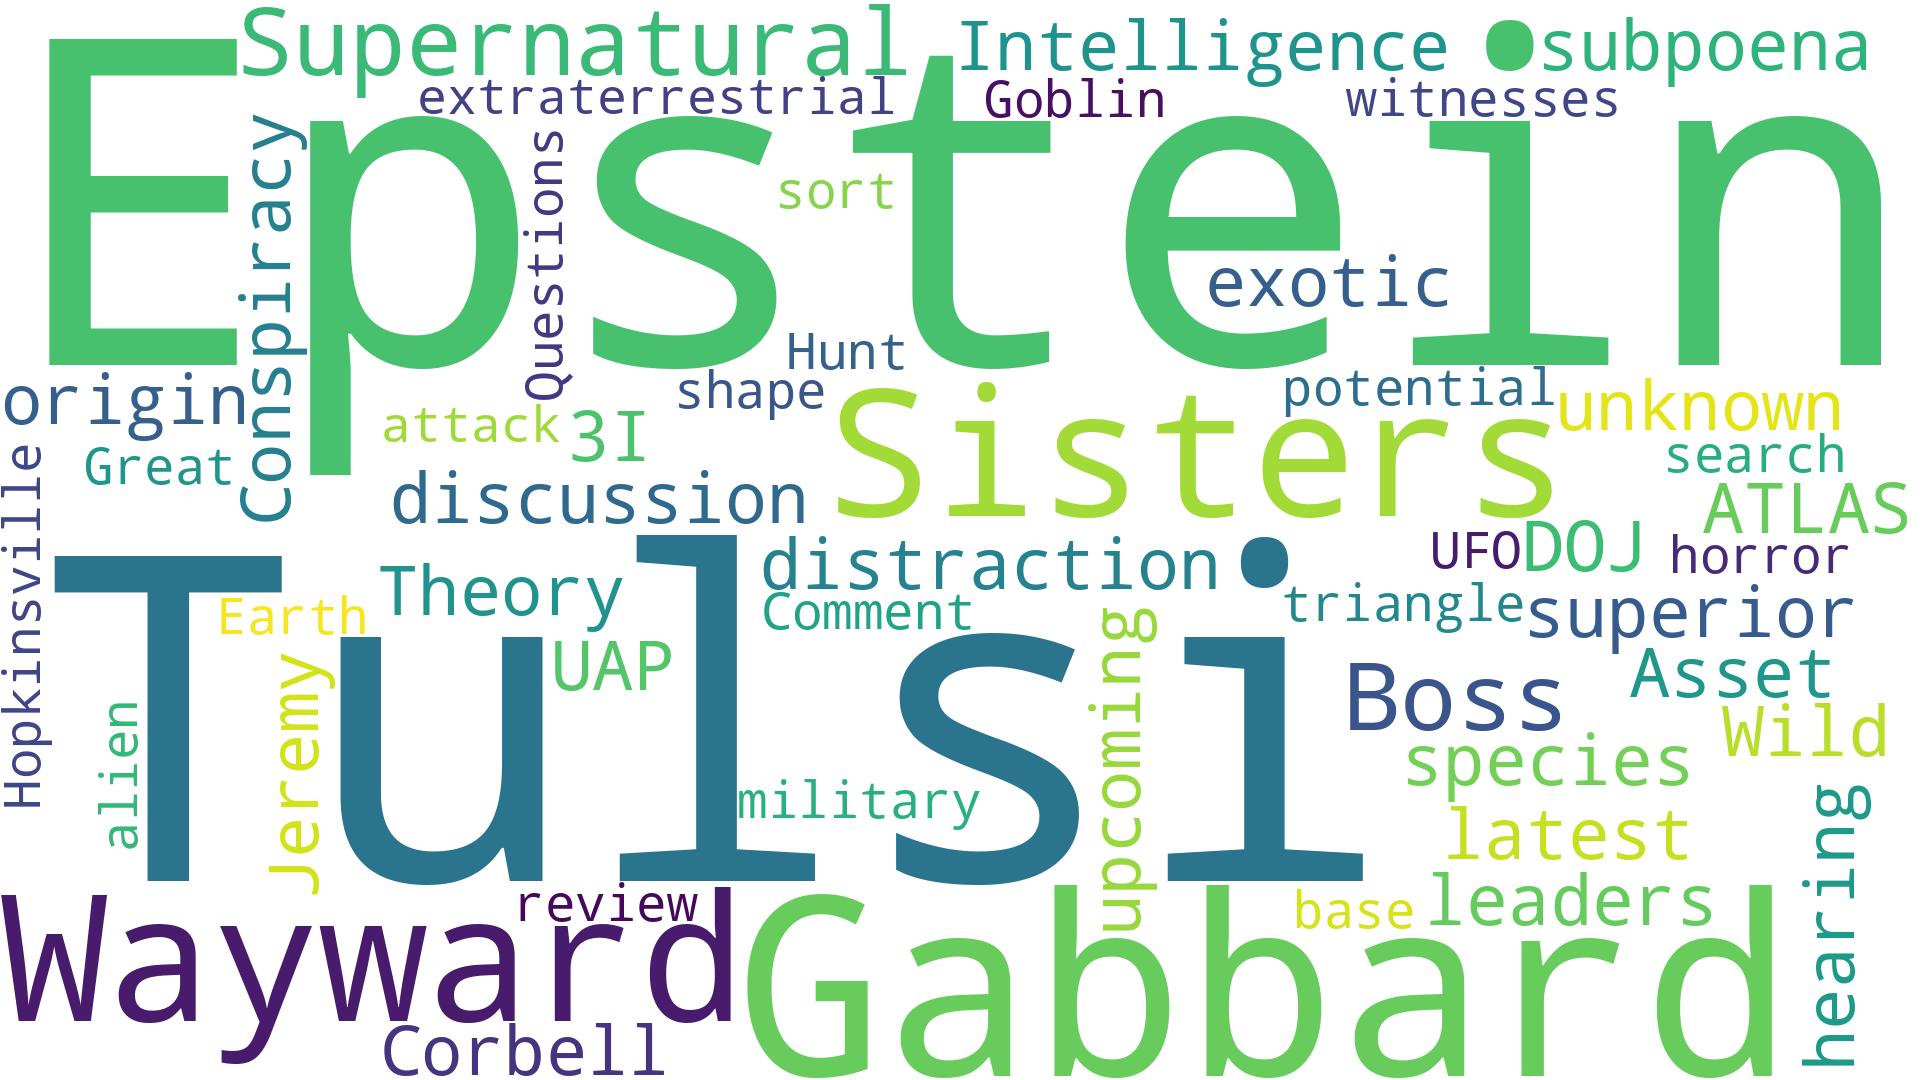 Supernatural
Intelligence
subpoena
extraterrestrial
Goblin
witnesses
Epstein
Conspiracy
Questions
sort
exotic
Hunt
shape
potential
origin
attack
3I
Sisters
unknown
Great
search
discussion
ATLAS
Hopkinsville
UFO
DOJ
horror
Tulsi
Theory
distraction
Earth
Comment
triangle
superior
UAP
Jeremy
alien
upcoming
Boss
Asset
Wild
species
military
latest
hearing
Wayward
review
Gabbard
base
leaders
Corbell